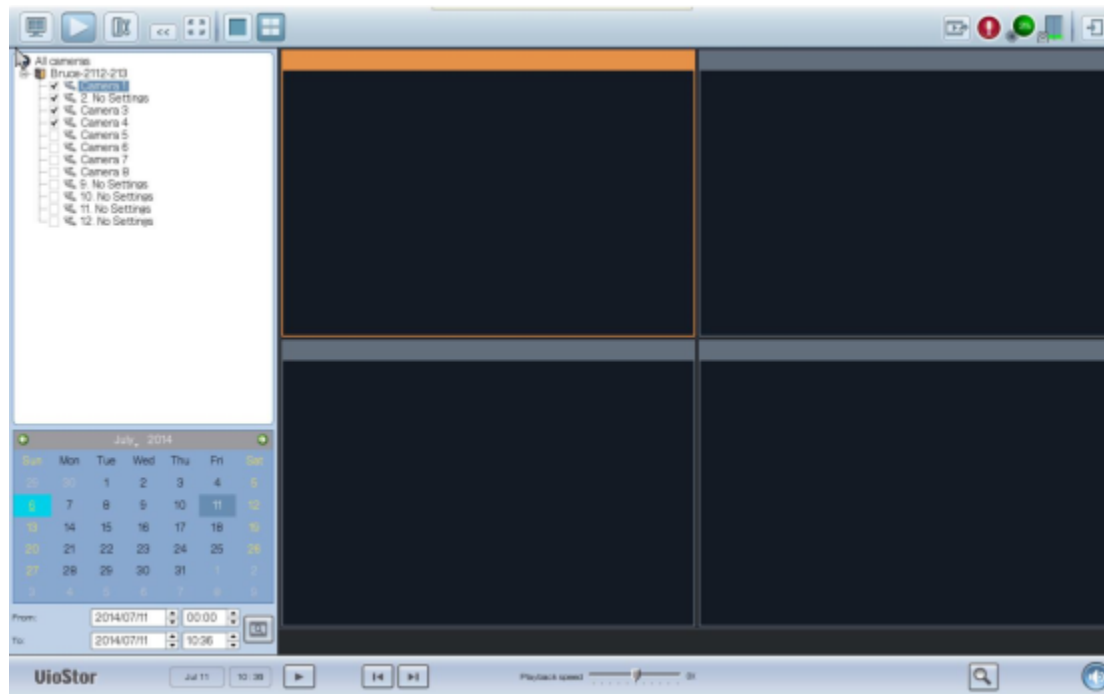 <<
All cameras
Bruce-2112-213
Camera 1
2. No Settings
Camera 3
Camera 4
Camera 5
Camera 6
Camera 7
Camera 8
9. No Settings
10. No Settings
11. No Settings
12. No Settings
July, 2014
Sun Mon Tue Wed Thu Fri Sat
29 30 1 2 3 4 5
6 7 8 9 10 11 12
13 14 15 16 17 18 19
20 21 22 23 24 25 26
27 28 29 30 31 1 2
3 4 5 6 7 8 9
From: 2014/07/11 00:00
To: 2014/07/11 10:36
VioStor Jul 11 10:36 Playback speed